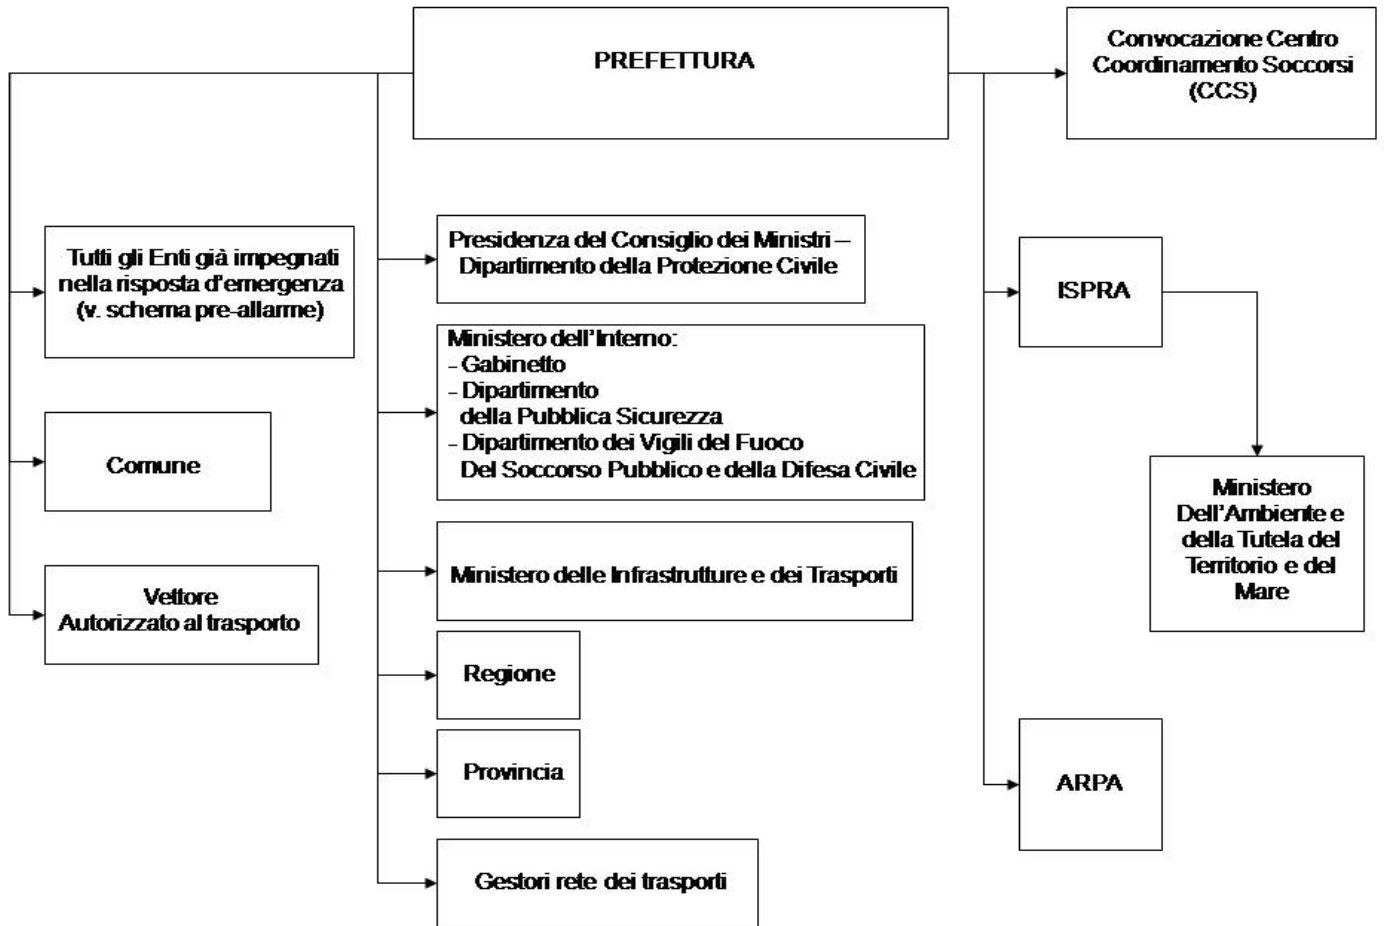 PREFETTURA
Convocazione Centro
Coordinamento Soccorsi
(CCS)
Tutti gli Enti già impegnati
nella risposta d'emergenza
(v. schema pre-allarme)
Comune
Vettore
Autorizzato al trasporto
Presidenza del Consiglio dei Ministri –
Dipartimento della Protezione Civile
Ministero dell'Interno:
- Gabinetto
- Dipartimento
della Pubblica Sicurezza
- Dipartimento dei Vigili del Fuoco
Del Soccorso Pubblico e della Difesa Civile
Ministero delle Infrastrutture e dei Trasporti
Regione
Provincia
Gestori rete dei trasporti
ISPRA
Ministero
Dell'Ambiente e
della Tutela del
Territorio e del
Mare
ARPA